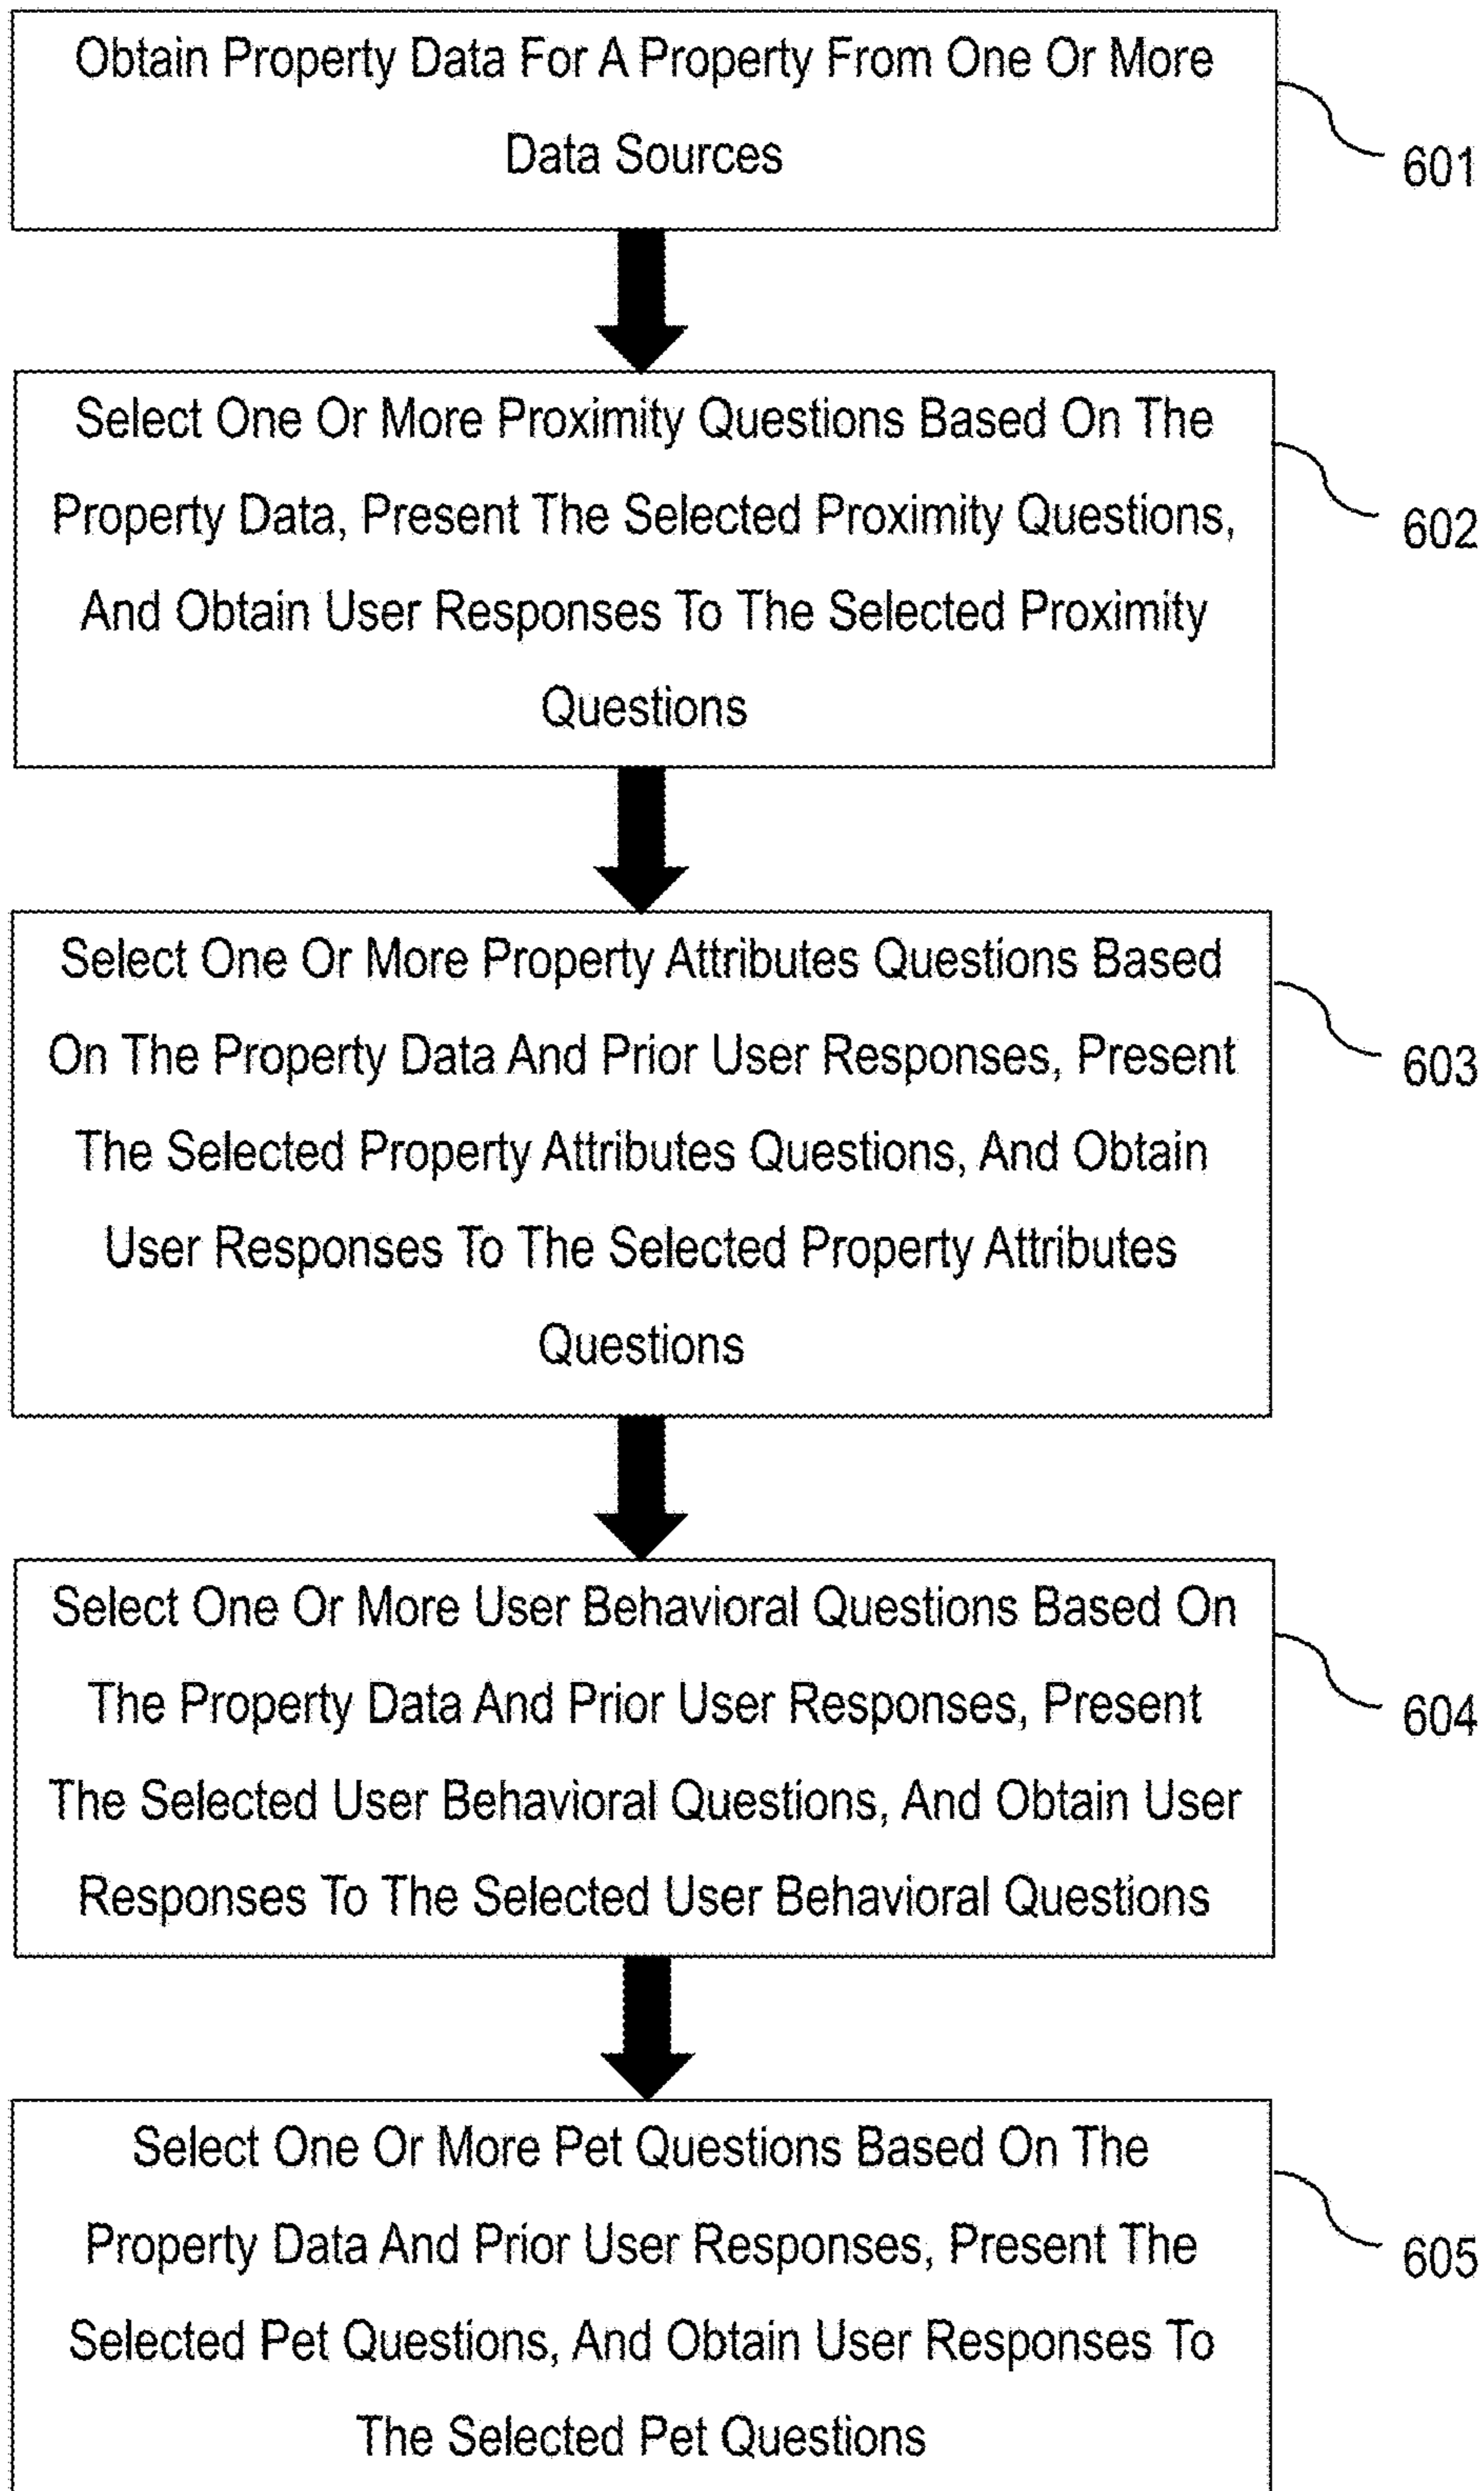 Obtain Property Data For A Property From One Or More
Data Sources
601
Select One Or More Proximity Questions Based On The
Property Data, Present The Selected Proximity Questions,
And Obtain User Responses To The Selected Proximity
Questions
602
Select One Or More Property Attributes Questions Based
On The Property Data And Prior User Responses, Present
The Selected Property Attributes Questions, And Obtain
User Responses To The Selected Property Attributes
Questions
603
Select One Or More User Behavioral Questions Based On
The Property Data And Prior User Responses, Present
The Selected User Behavioral Questions, And Obtain User
Responses To The Selected User Behavioral Questions
604
Select One Or More Pet Questions Based On The
Property Data And Prior User Responses, Present The
Selected Pet Questions, And Obtain User Responses To
The Selected Pet Questions
605